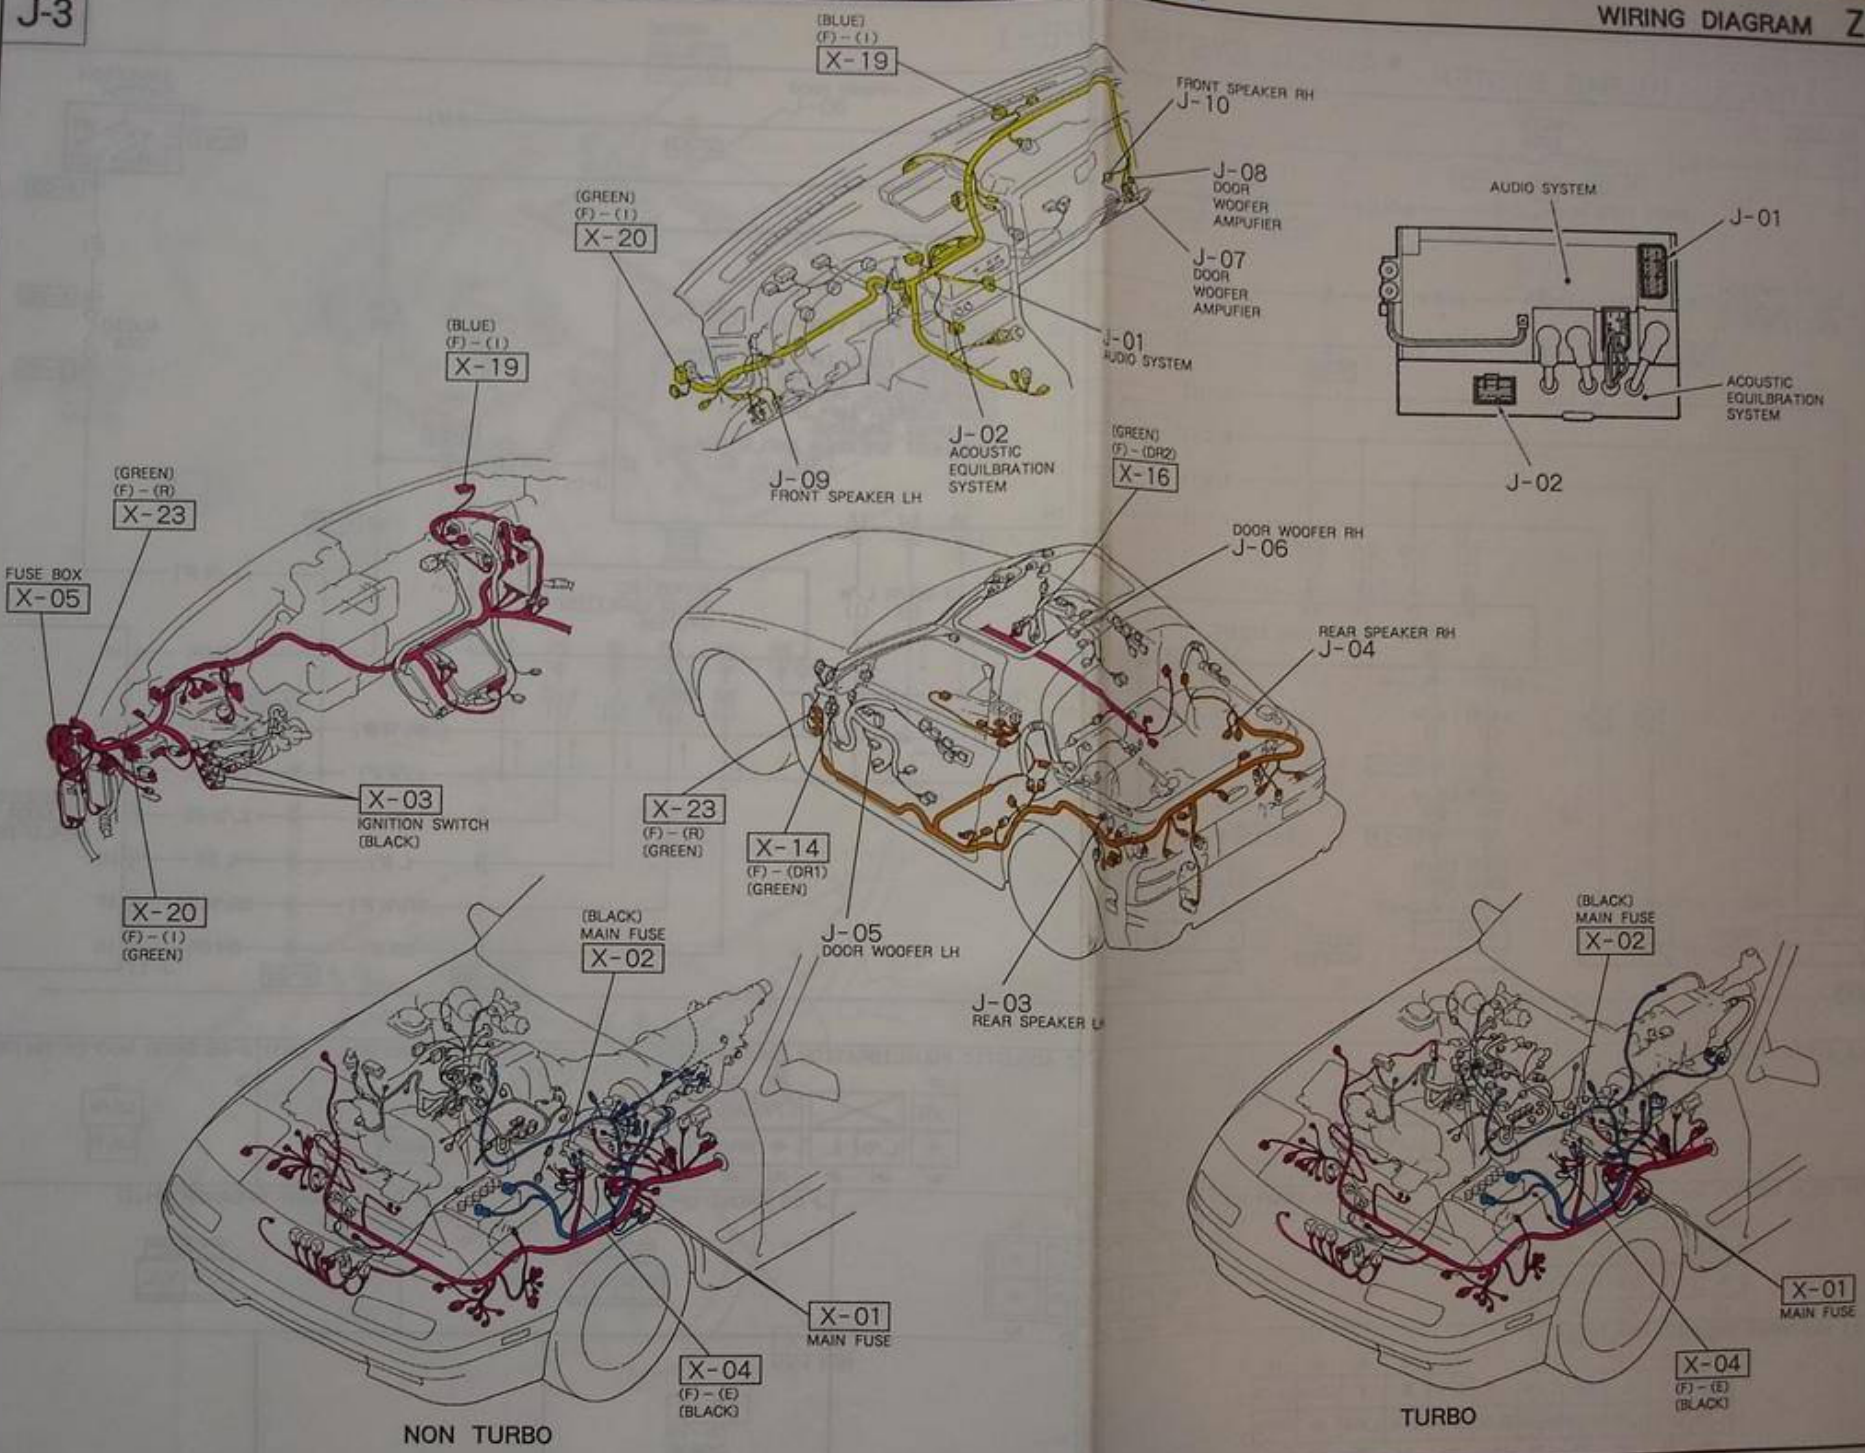 J-3
WIRING DIAGRAM Z
(BLUE)
(F)-(I)
X-19
FRONT SPEAKER RH
J-10
J-08
DOOR
WOOFER
AMPUFIER
J-07
DOOR
WOOFER
AMPUFIER
(GREEN)
(F)-(I)
X-20
J-01
AUDIO SYSTEM
J-02
ACOUSTIC
EQUILBRATION
SYSTEM
J-09
FRONT SPEAKER LH
AUDIO SYSTEM
J-01
ACOUSTIC
EQUILBRATION
SYSTEM
J-02
(BLUE)
(F)-(I)
X-19
(GREEN)
(F)-(R)
X-23
FUSE BOX
X-05
X-03
IGNITION SWITCH
(BLACK)
X-20
(F)-(I)
(GREEN)
(GREEN)
(F)-(DR2)
X-16
DOOR WOOFER RH
J-06
REAR SPEAKER RH
J-04
X-23
(F)-(R)
(GREEN)
X-14
(F)-(DR1)
(GREEN)
J-05
DOOR WOOFER LH
J-03
REAR SPEAKER
(BLACK)
MAIN FUSE
X-02
X-01
MAIN FUSE
X-04
(F)-(E)
(BLACK)
NON TURBO
(BLACK)
MAIN FUSE
X-02
X-01
MAIN FUSE
X-04
(F)-(E)
(BLACK)
TURBO